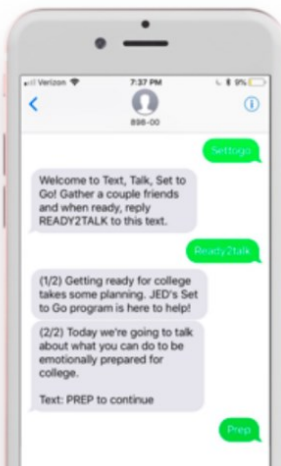 Verizon 7:37 PM 9%
898-00
Settogo
Welcome to Text, Talk, Set to
Go! Gather a couple friends
and when ready, reply
READY2TALK to this text.
Ready2talk
(1/2) Getting ready for college
takes some planning. JED's Set
to Go program is here to help!
(2/2) Today we're going to talk
about what you can do to be
emotionally prepared for
college.
Text: PREP to continue
Prep